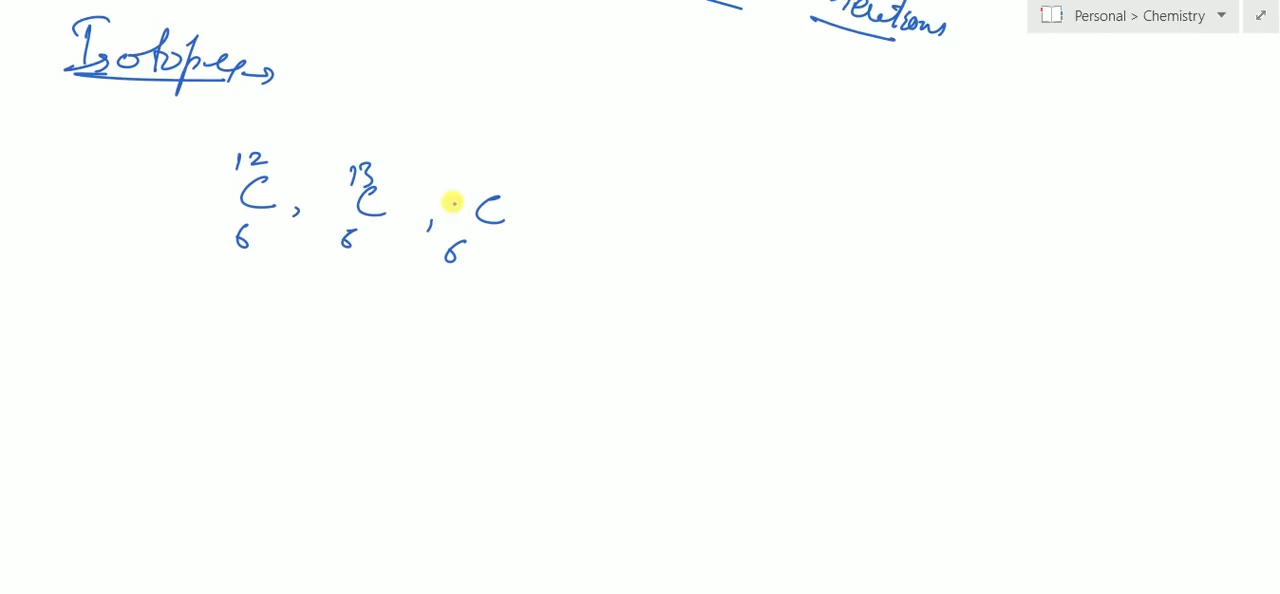 Personal > Chemistry
Isotopes →
12 13
C, C, C
6 6 6